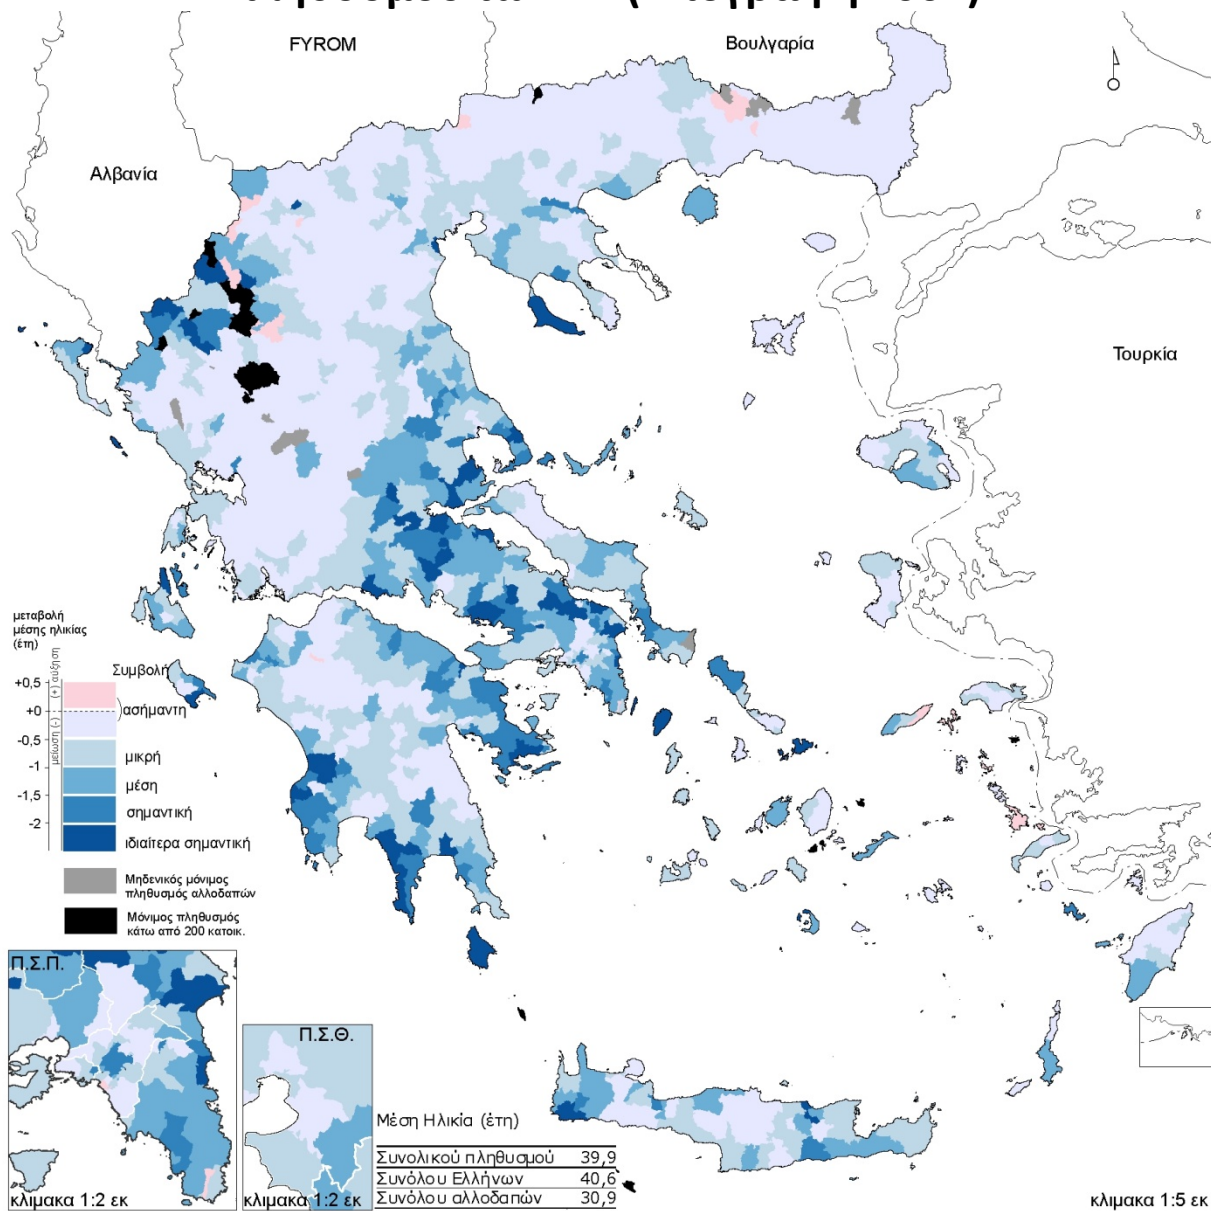 FYROM
Βουλγαρία
Αλβανία
Τουρκία
μεταβολή
μέσης ηλικίας
(έτη)
Συμβολή
(+) αύξηση
μείωση (-)
+0,5
+0
-0,5
-1
-1,5
-2
ασήμαντη
μικρή
μέση
σημαντική
ιδιαίτερα σημαντική
Μηδενικός μόνιμος
πληθυσμός αλλοδαπών
Μόνιμος πληθυσμός
κάτω από 200 κατοικ.
Π.Σ.Π.
κλιμακα 1:2 εκ
Π.Σ.Θ.
κλιμακα 1:2 εκ
Μέση Ηλικία (έτη)
Συνολικού πληθυσμού 39,9
Συνόλου Ελλήνων 40,6
Συνόλου αλλοδαπών 30,9
κλιμακα 1:5 εκ